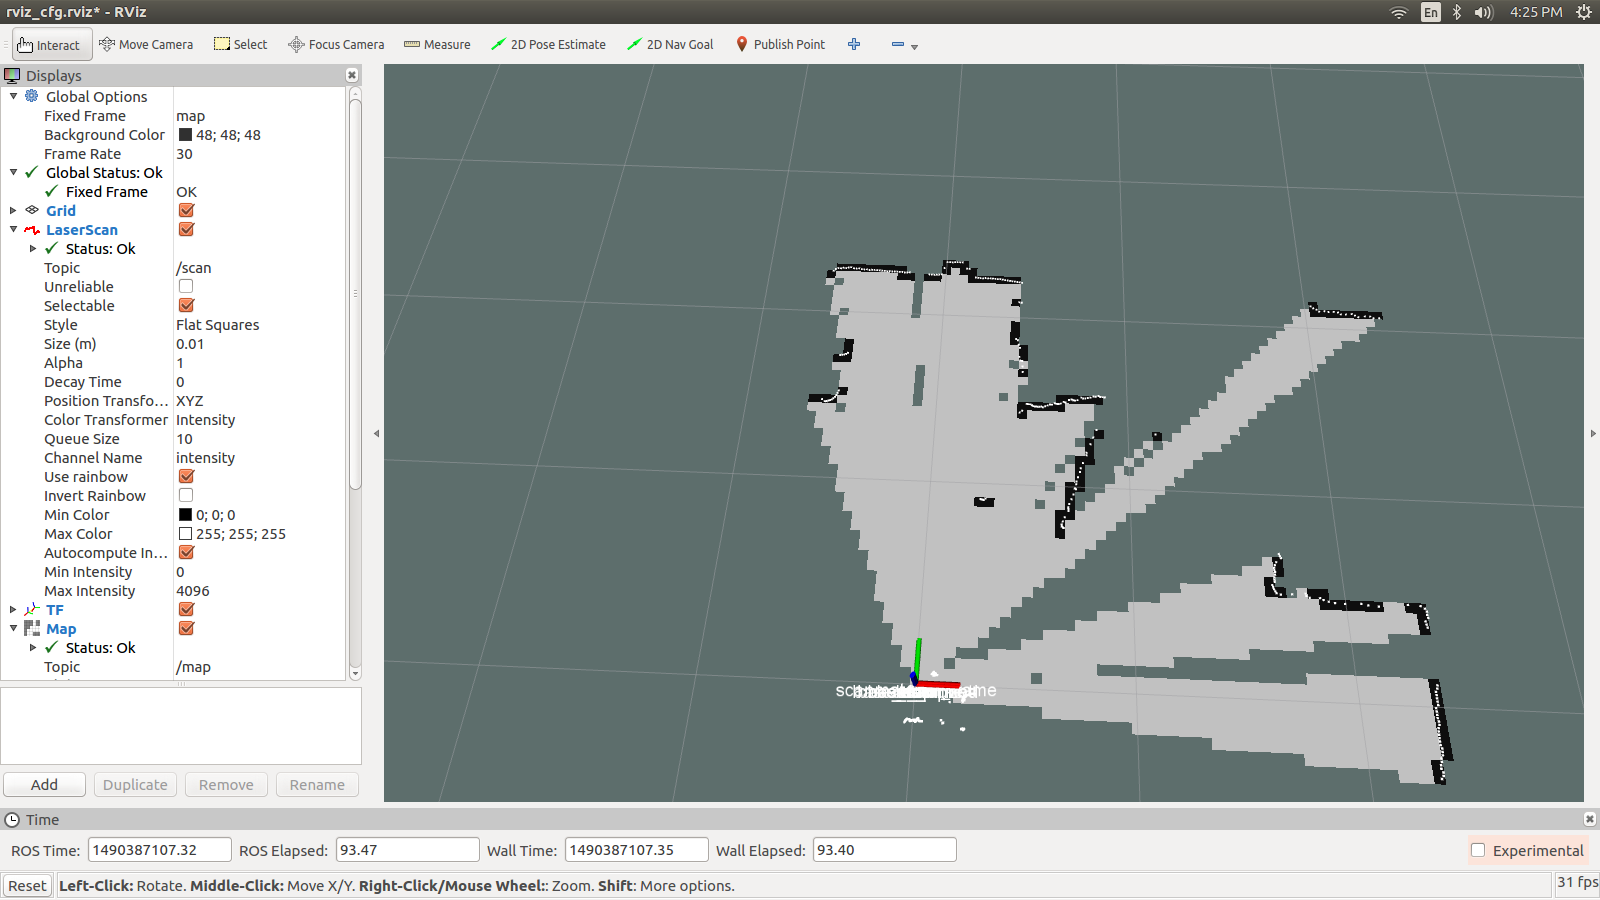 rviz_cfg.rviz* - RViz
En
4:25 PM
Interact Move Camera Select Focus Camera Measure 2D Pose Estimate 2D Nav Goal Publish Point
Displays
Global Options
Fixed Frame map
Background Color 48; 48; 48
Frame Rate 30
Global Status: Ok
Fixed Frame OK
Grid
LaserScan
Status: Ok
Topic /scan
Unreliable
Selectable
Style Flat Squares
Size (m) 0.01
Alpha 1
Decay Time 0
Position Transfo... XYZ
Color Transformer Intensity
Queue Size 10
Channel Name intensity
Use rainbow
Invert Rainbow
Min Color 0; 0; 0
Max Color 255; 255; 255
Autocompute In...
Min Intensity 0
Max Intensity 4096
TF
Map
Status: Ok
Topic /map
Add Duplicate Remove Rename
Time
ROS Time: 1490387107.32 ROS Elapsed: 93.47 Wall Time: 1490387107.35 Wall Elapsed: 93.40 Experimental
Reset Left-Click: Rotate. Middle-Click: Move X/Y. Right-Click/Mouse Wheel:: Zoom. Shift: More options. 31 fps